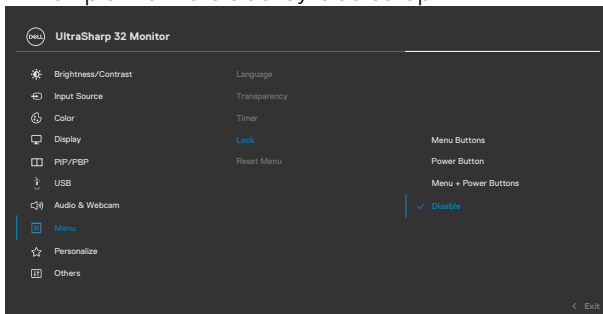 DELL UltraSharp 32 Monitor
Brightness/Contrast Language
Input Source Transparency
Color Timer
Display Lock Menu Buttons
PIP/PBP Reset Menu Power Button
USB Menu + Power Buttons
Audio & Webcam Disable
Menu
Personalize
Others
Exit